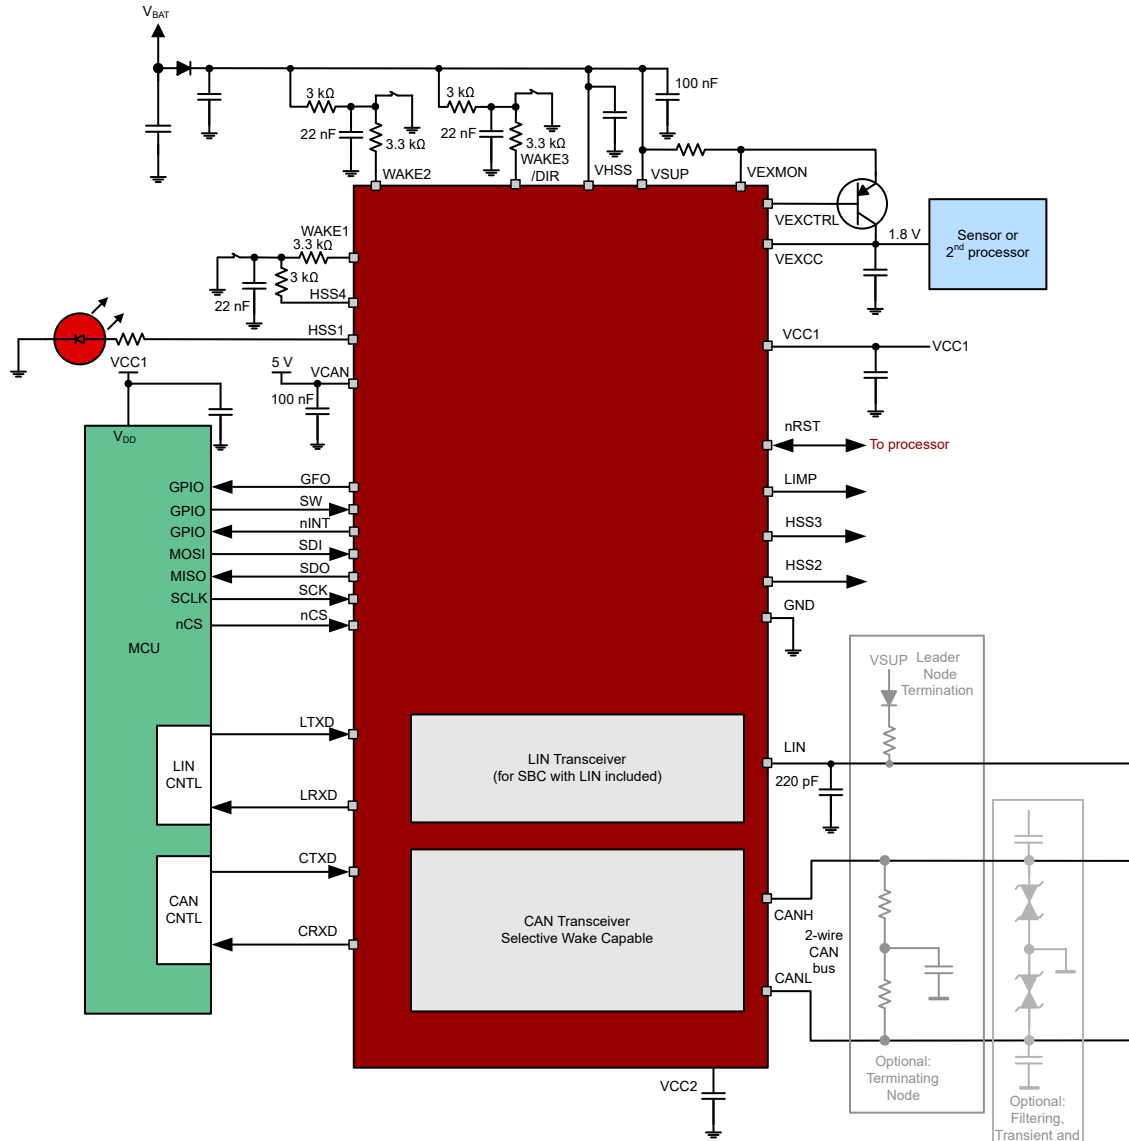 VBAT
100 nF
3 kΩ
22 nF
3.3 kΩ
WAKE2
3 kΩ
22 nF
3.3 kΩ
WAKE3
/DIR
VHSS
VSUP
VEXMON
VEXCTRL
VEXCC
1.8 V
Sensor or
2nd processor
WAKE1
3.3 kΩ
3 kΩ
22 nF
HSS4
HSS1
VCC1
5 V
VCAN
100 nF
VCC1
VCC1
VDD
nRST
To processor
LIMP
HSS3
HSS2
GND
GPIO
GFO
GPIO
SW
GPIO
nINT
MOSI
SDI
MISO
SDO
SCLK
SCK
nCS
nCS
MCU
LIN
CNTL
LTXD
LRXD
CAN
CNTL
CTXD
CRXD
LIN Transceiver
(for SBC with LIN included)
CAN Transceiver
Selective Wake Capable
LIN
220 pF
VSUP
Leader
Node
Termination
CANH
2-wire
CAN
bus
CANL
Optional:
Terminating
Node
Optional:
Filtering,
Transient and
VCC2